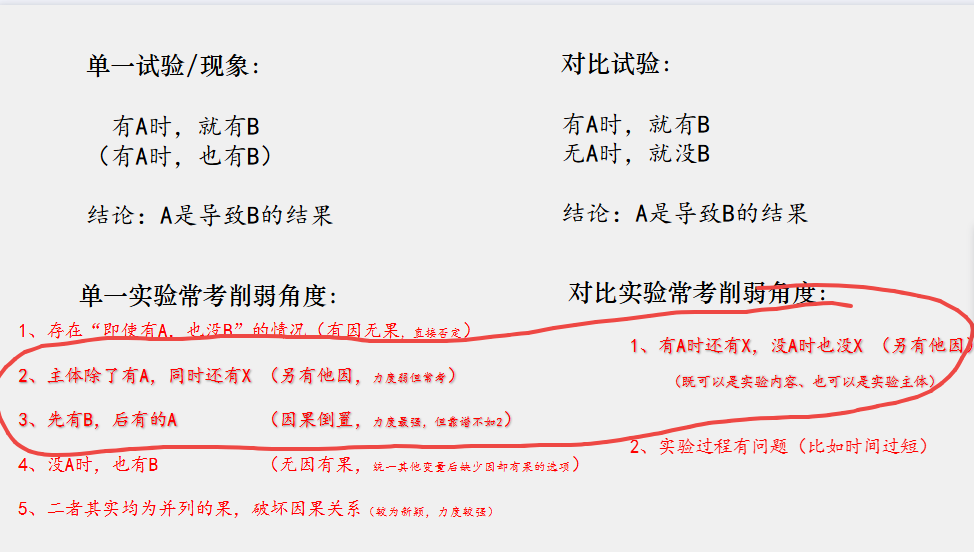 单一试验/现象：
有A时，就有B
（有A时，也有B）
结论：A是导致B的结果
单一实验常考削弱角度：
1、存在“即使有A，也没B”的情况（有因无果，直接否定）
2、主体除了有A，同时还有X （另有他因，力度弱但常考）
3、先有B，后有的A （因果倒置，力度最强，但靠谱不如2）
4、没A时，也有B （无因有果，统一其他变量后缺少因却有果的选项）
5、二者其实均为并列的果，破坏因果关系（较为新颖，力度较强）
对比试验：
有A时，就有B
无A时，就没B
结论：A是导致B的结果
对比实验常考削弱角度：
1、有A时还有X，没A时也没X （另有他因）
（既可以是实验内容、也可以是实验主体）
2、实验过程有问题（比如时间过短）